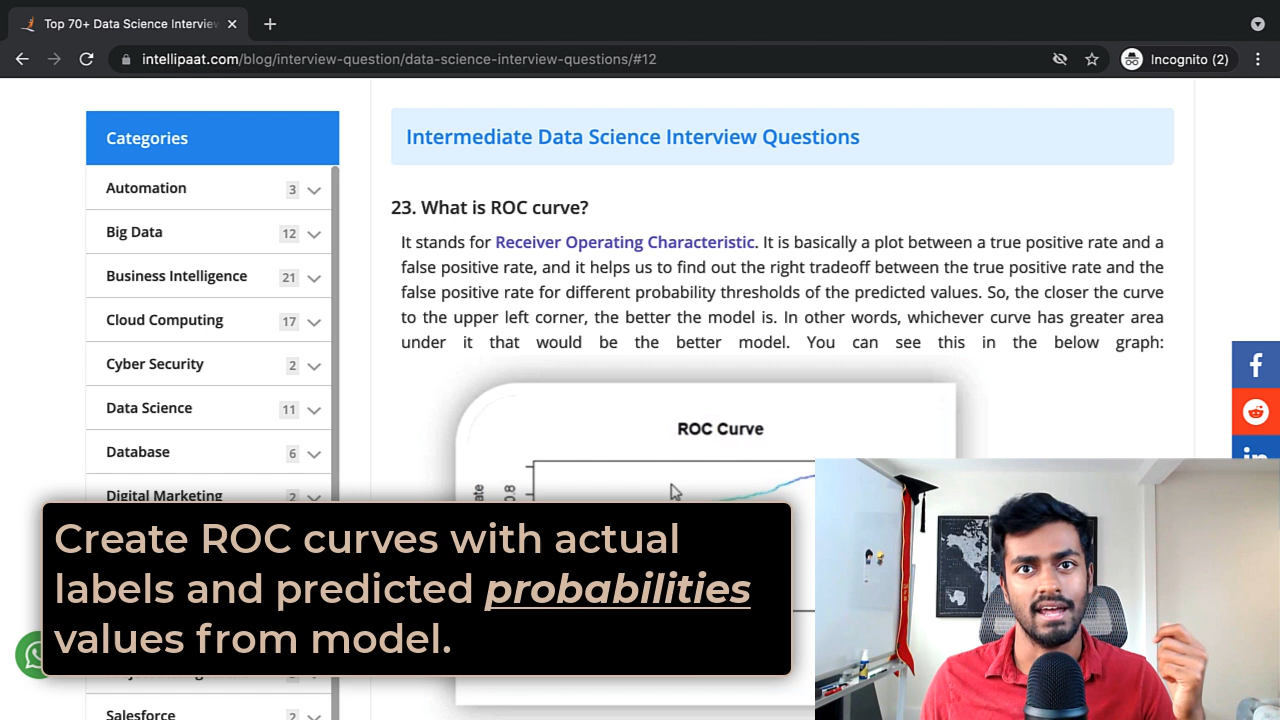 Top 70+ Data Science Interview
intellipaat.com/blog/interview-question/data-science-interview-questions/#12
Incognito (2)
Categories
Automation 3
Big Data 12
Business Intelligence 21
Cloud Computing 17
Cyber Security 2
Data Science 11
Database 6
Digital Marketing 2
Salesforce 2
Intermediate Data Science Interview Questions
23. What is ROC curve?
It stands for Receiver Operating Characteristic. It is basically a plot between a true positive rate and a
false positive rate, and it helps us to find out the right tradeoff between the true positive rate and the
false positive rate for different probability thresholds of the predicted values. So, the closer the curve
to the upper left corner, the better the model is. In other words, whichever curve has greater area
under it that would be the better model. You can see this in the below graph:
ROC Curve
0.8
Create ROC curves with actual
labels and predicted probabilities
values from model.